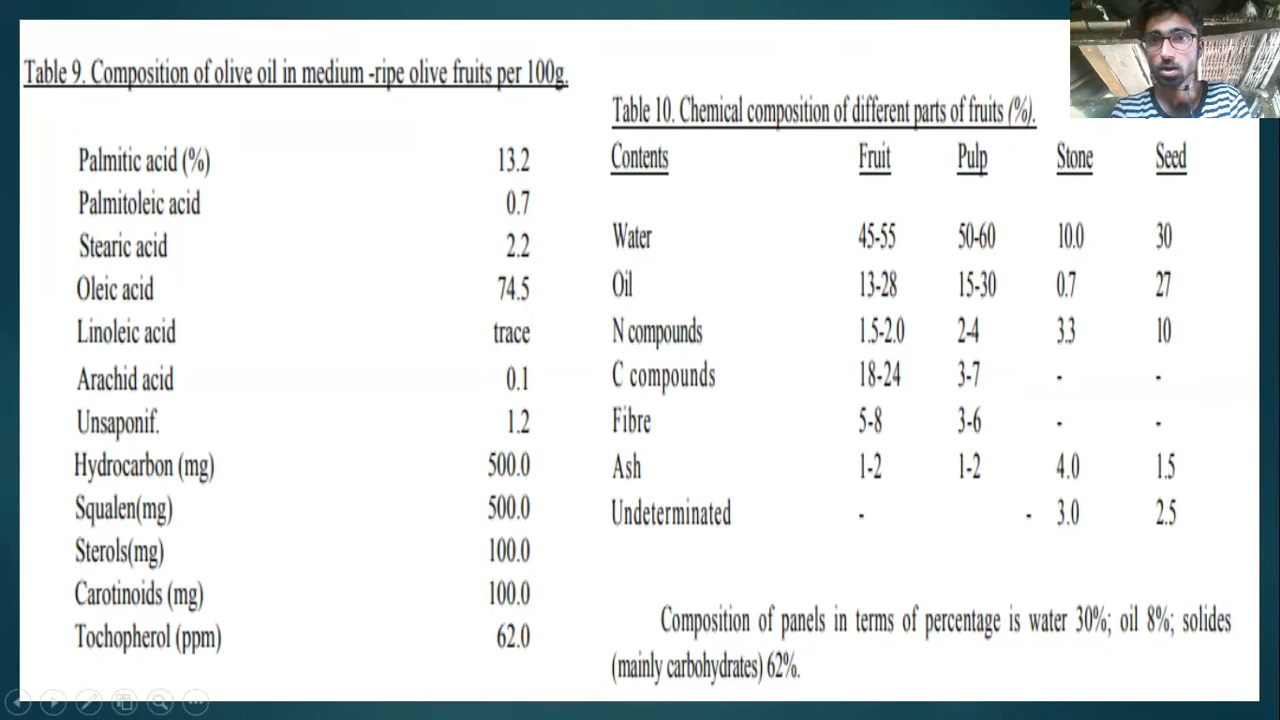 Table 9. Composition of olive oil in medium -ripe olive fruits per 100g.
Palmitic acid (%) 13.2
Palmitoleic acid 0.7
Stearic acid 2.2
Oleic acid 74.5
Linoleic acid trace
Arachid acid 0.1
Unsaponif. 1.2
Hydrocarbon (mg) 500.0
Squalen(mg) 500.0
Sterols(mg) 100.0
Carotinoids (mg) 100.0
Tochopherol (ppm) 62.0
Table 10. Chemical composition of different parts of fruits (%).
Contents Fruit Pulp Stone Seed
Water 45-55 50-60 10.0 30
Oil 13-28 15-30 0.7 27
N compounds 1.5-2.0 2-4 3.3 10
C compounds 18-24 3-7 - -
Fibre 5-8 3-6 - -
Ash 1-2 1-2 4.0 1.5
Undeterminated - - 3.0 2.5
Composition of panels in terms of percentage is water 30%; oil 8%; solides
(mainly carbohydrates) 62%.